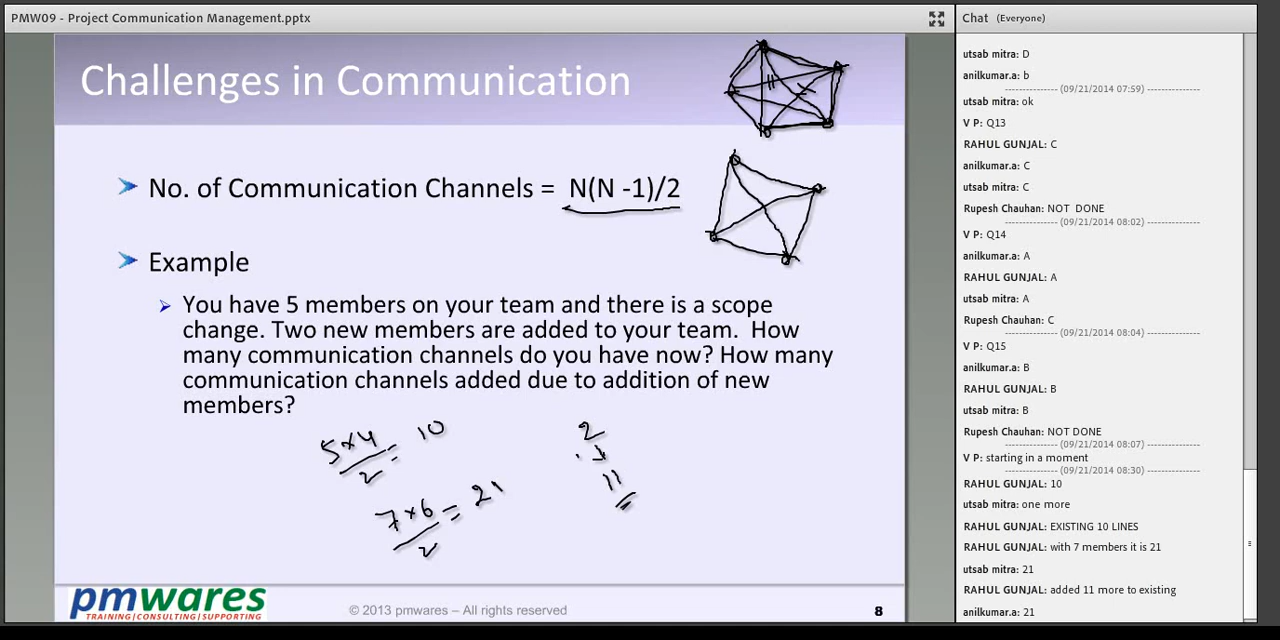 PMW09 - Project Communication Management.pptx
Challenges in Communication
No. of Communication Channels = N(N -1)/2
Example
You have 5 members on your team and there is a scope
change. Two new members are added to your team. How
many communication channels do you have now? How many
communication channels added due to addition of new
members?
5×4/2 = 10
7×6/2 = 21
2
11
pmwares
TRAINING|CONSULTING|SUPPORTING
© 2013 pmwares – All rights reserved
8
Chat (Everyone)
utsab mitra: D
anilkumar.a: b
(09/21/2014 07:59)
utsab mitra: ok
V P: Q13
RAHUL GUNJAL: C
anilkumar.a: C
utsab mitra: C
Rupesh Chauhan: NOT DONE
(09/21/2014 08:02)
V P: Q14
anilkumar.a: A
RAHUL GUNJAL: A
utsab mitra: A
Rupesh Chauhan: C
(09/21/2014 08:04)
V P: Q15
anilkumar.a: B
RAHUL GUNJAL: B
utsab mitra: B
Rupesh Chauhan: NOT DONE
(09/21/2014 08:07)
V P: starting in a moment
(09/21/2014 08:30)
RAHUL GUNJAL: 10
utsab mitra: one more
RAHUL GUNJAL: EXISTING 10 LINES
RAHUL GUNJAL: with 7 members it is 21
utsab mitra: 21
RAHUL GUNJAL: added 11 more to existing
anilkumar.a: 21